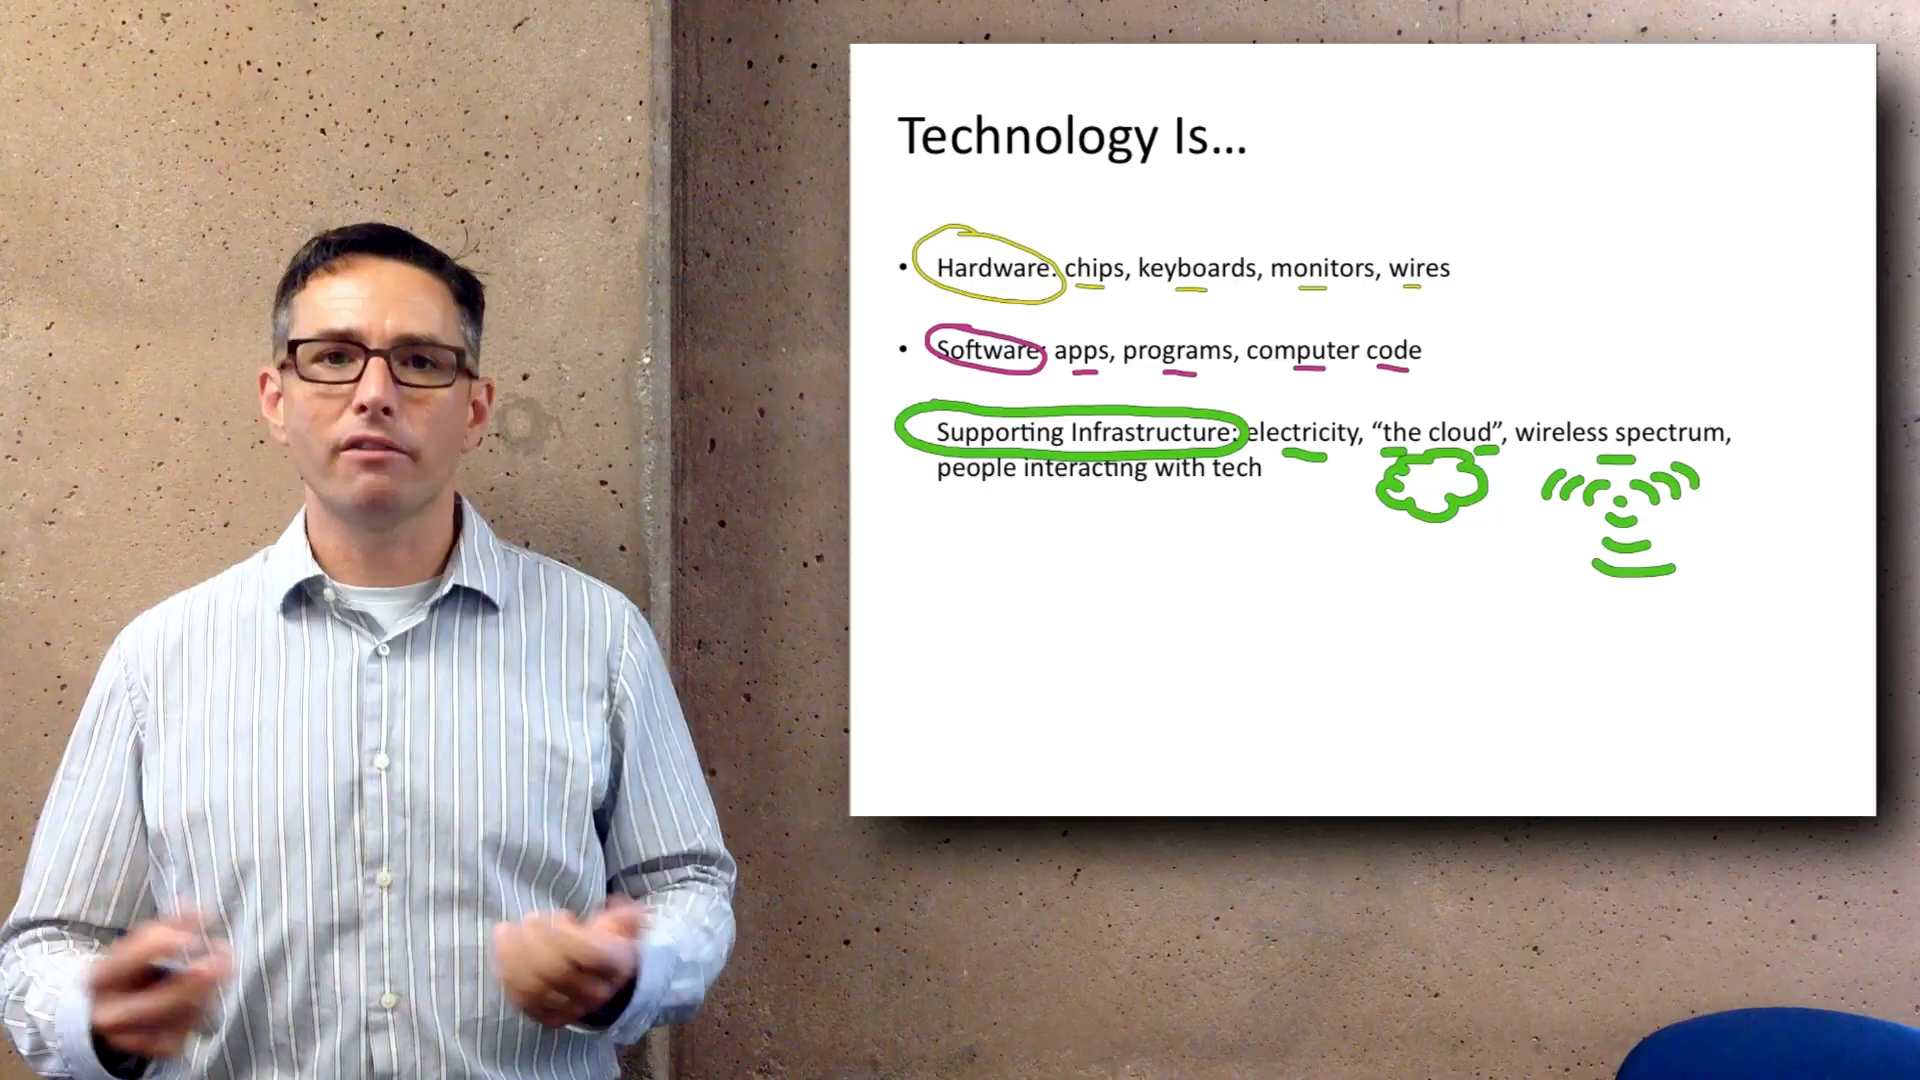 Technology Is...
• Hardware: chips, keyboards, monitors, wires
• Software: apps, programs, computer code
Supporting Infrastructure: electricity, “the cloud”, wireless spectrum,
people interacting with tech